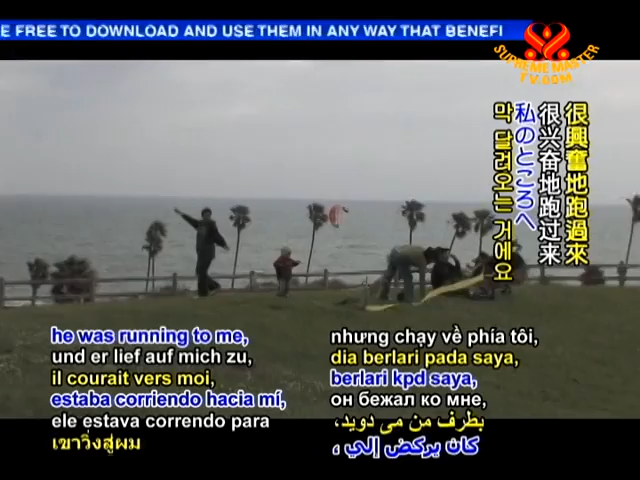 E FREE TO DOWNLOAD AND USE THEM IN ANY WAY THAT BENEFI
SUPREME MASTER
TV.COM
很興奮地跑過來
很兴奋地跑过来
私のところへ
막 달려오는 거에요
he was running to me,
und er lief auf mich zu,
il courait vers moi,
estaba corriendo hacia mí,
ele estava correndo para
เขาวิ่งสู่ผม
nhưng chạy về phía tôi,
dia berlari pada saya,
berlari kpd saya,
он бежал ко мне,
بطرف من می دوید،
كان يركض إلي ،